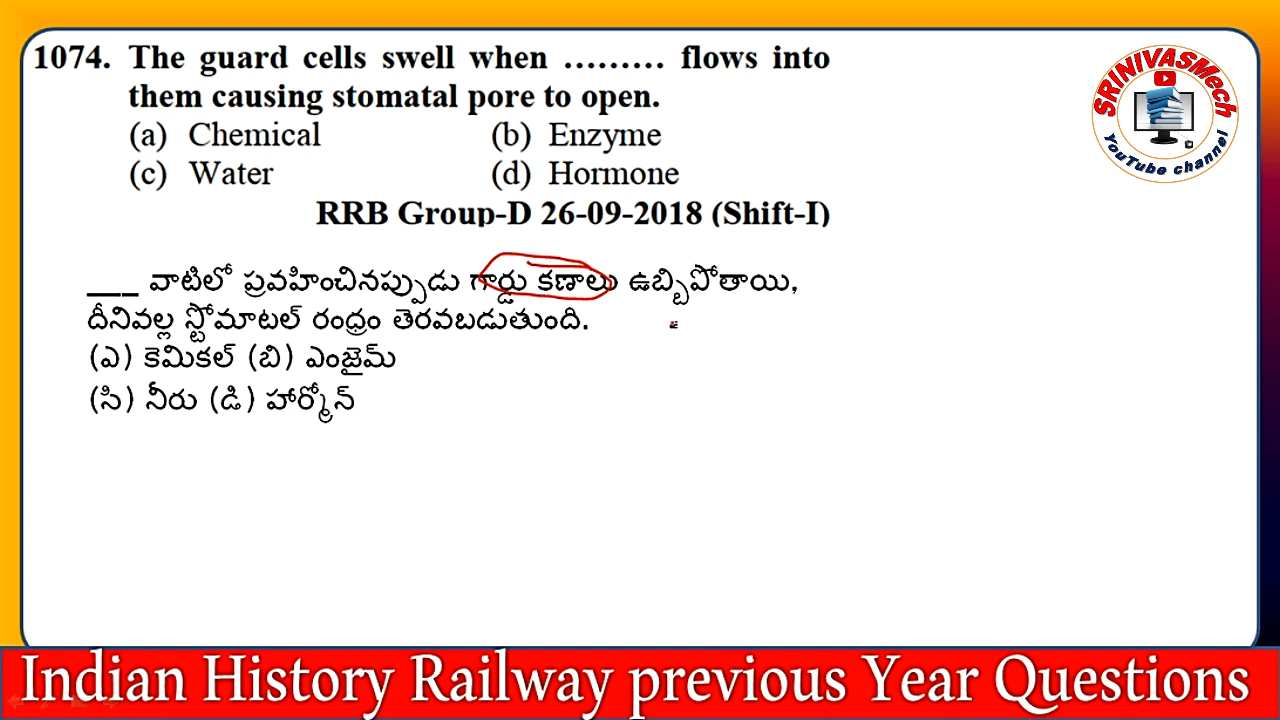 1074. The guard cells swell when ……… flows into
them causing stomatal pore to open.
(a) Chemical (b) Enzyme
(c) Water (d) Hormone
RRB Group-D 26-09-2018 (Shift-I)
SRINIVASMech
YouTube channel
___ వాటిలో ప్రవహించినప్పుడు గార్డు కణాలు ఉబ్బిపోతాయి,
దీనివల్ల స్టోమాటల్ రంధ్రం తెరవబడుతుంది.
(ఎ) కెమికల్ (బి) ఎంజైమ్
(సి) నీరు (డి) హార్మోన్
Indian History Railway previous Year Questions